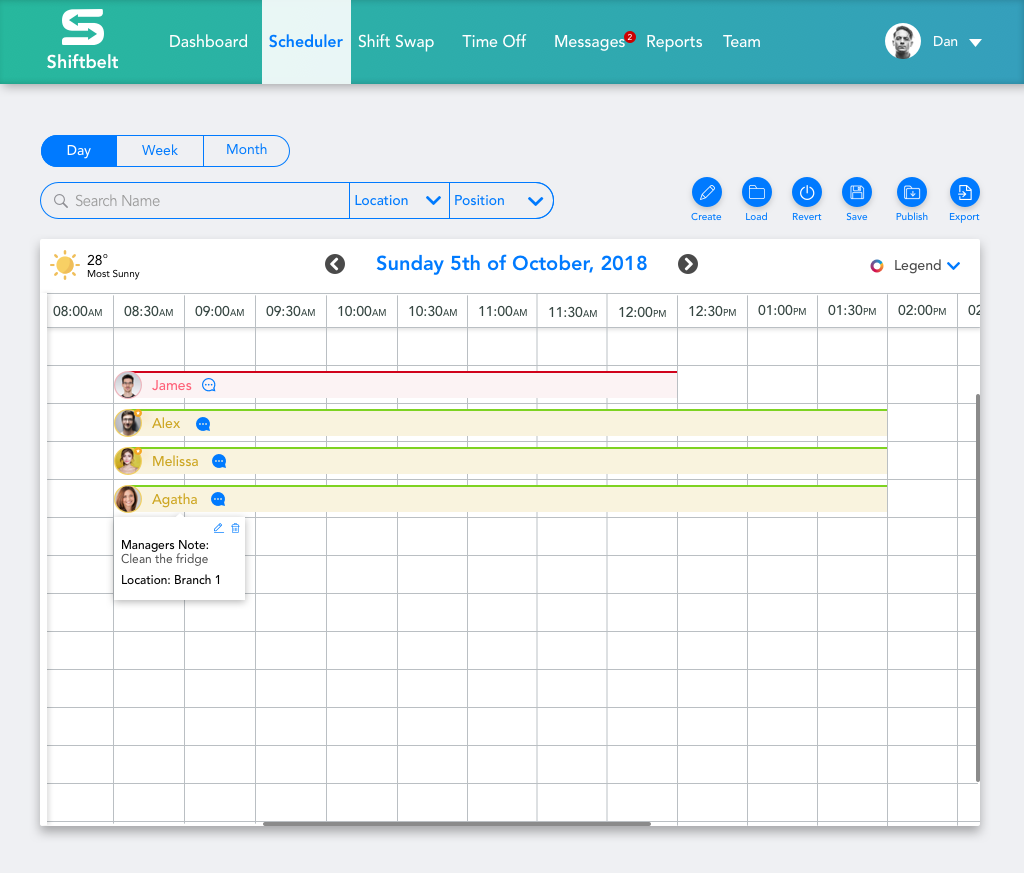 Shiftbelt
Dashboard Scheduler Shift Swap Time Off Messages 2 Reports Team Dan
Day Week Month
Search Name Location Position
Create Load Revert Save Publish Export
28°
Most Sunny
Sunday 5th of October, 2018
Legend
08:00AM 08:30AM 09:00AM 09:30AM 10:00AM 10:30AM 11:00AM 11:30AM 12:00PM 12:30PM 01:00PM 01:30PM 02:00PM 02
James
Alex
Melissa
Agatha
Managers Note:
Clean the fridge
Location: Branch 1